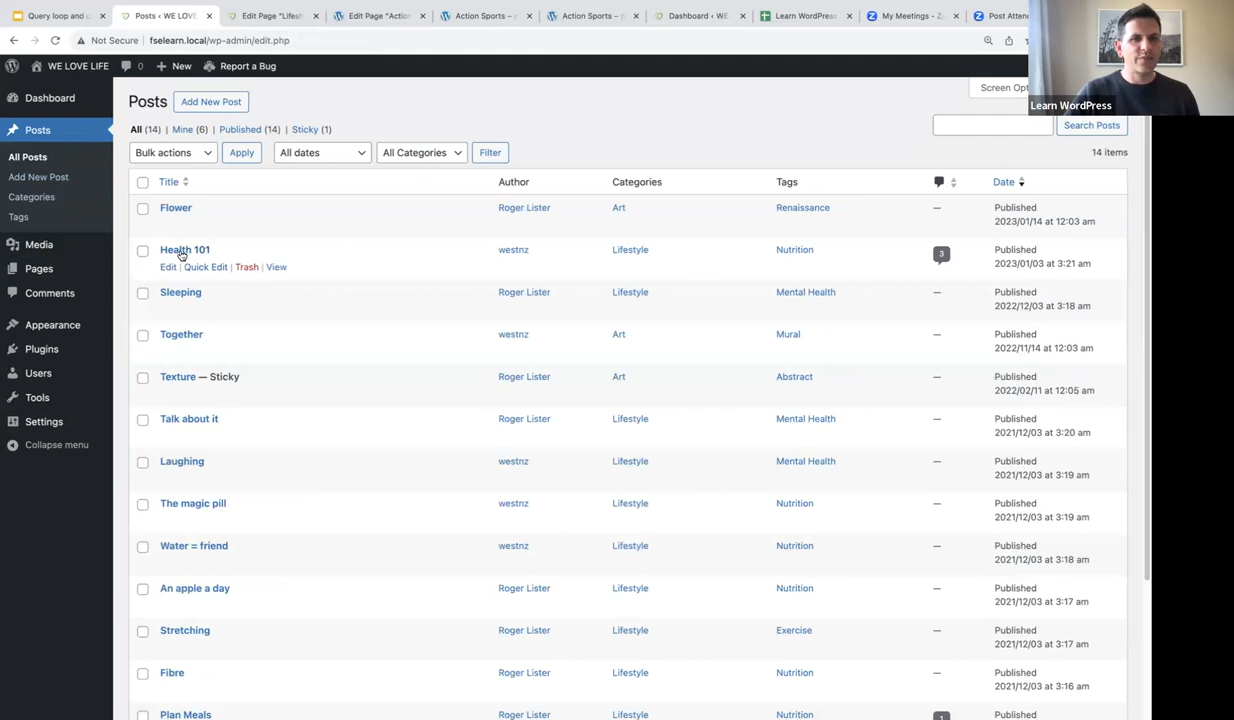 Query loop and c
Posts ‹ WE LOVE
Edit Page "Lifest
Edit Page "Action
Action Sports –
Action Sports –
Dashboard ‹ WE
Learn WordPress
My Meetings - Z
Post Attend
Not Secure | fselearn.local/wp-admin/edit.php
WE LOVE LIFE 0 New Report a Bug
Learn WordPress
Dashboard
Posts
All Posts
Add New Post
Categories
Tags
Media
Pages
Comments
Appearance
Plugins
Users
Tools
Settings
Collapse menu
Posts Add New Post
Screen Opt
All (14) | Mine (6) | Published (14) | Sticky (1)
Search Posts
Bulk actions Apply All dates All Categories Filter
14 items
Title Author Categories Tags Date
Flower Roger Lister Art Renaissance — Published
2023/01/14 at 12:03 am
Health 101 westnz Lifestyle Nutrition 3 Published
Edit | Quick Edit | Trash | View 2023/01/03 at 3:21 am
Sleeping Roger Lister Lifestyle Mental Health — Published
2022/12/03 at 3:18 am
Together westnz Art Mural — Published
2022/11/14 at 12:03 am
Texture — Sticky Roger Lister Art Abstract — Published
2022/02/11 at 12:05 am
Talk about it Roger Lister Lifestyle Mental Health — Published
2021/12/03 at 3:20 am
Laughing westnz Lifestyle Mental Health — Published
2021/12/03 at 3:19 am
The magic pill westnz Lifestyle Nutrition — Published
2021/12/03 at 3:19 am
Water = friend westnz Lifestyle Nutrition — Published
2021/12/03 at 3:18 am
An apple a day Roger Lister Lifestyle Nutrition — Published
2021/12/03 at 3:17 am
Stretching Roger Lister Lifestyle Exercise — Published
2021/12/03 at 3:17 am
Fibre Roger Lister Lifestyle Nutrition — Published
2021/12/03 at 3:16 am
Plan Meals Roger Lister Lifestyle Nutrition 1 Published